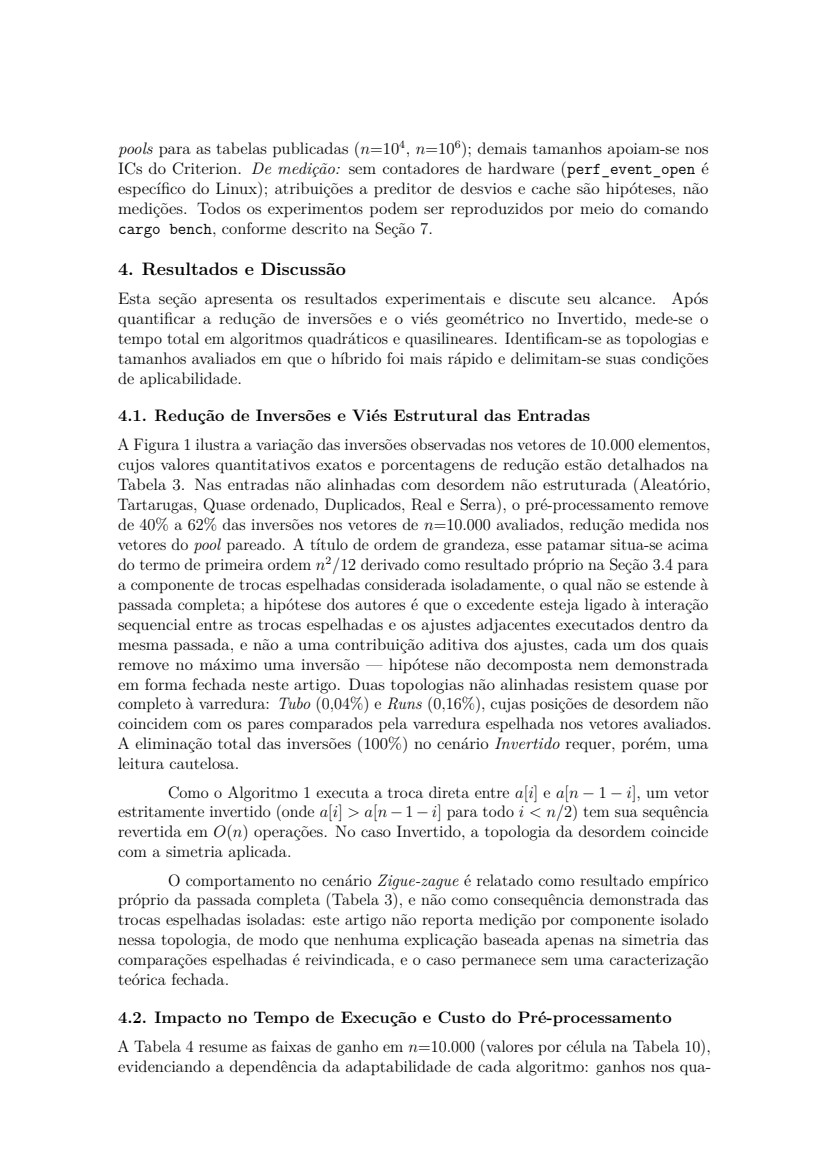 pools para as tabelas publicadas (n=10⁴, n=10⁶); demais tamanhos apoiam-se nos
ICs do Criterion. De medição: sem contadores de hardware (perf_event_open é
específico do Linux); atribuições a preditor de desvios e cache são hipóteses, não
medições. Todos os experimentos podem ser reproduzidos por meio do comando
cargo bench, conforme descrito na Seção 7.
4. Resultados e Discussão
Esta seção apresenta os resultados experimentais e discute seu alcance. Após
quantificar a redução de inversões e o viés geométrico no Invertido, mede-se o
tempo total em algoritmos quadráticos e quasilineares. Identificam-se as topologias e
tamanhos avaliados em que o híbrido foi mais rápido e delimitam-se suas condições
de aplicabilidade.
4.1. Redução de Inversões e Viés Estrutural das Entradas
A Figura 1 ilustra a variação das inversões observadas nos vetores de 10.000 elementos,
cujos valores quantitativos exatos e porcentagens de redução estão detalhados na
Tabela 3. Nas entradas não alinhadas com desordem não estruturada (Aleatório,
Tartarugas, Quase ordenado, Duplicados, Real e Serra), o pré-processamento remove
de 40% a 62% das inversões nos vetores de n=10.000 avaliados, redução medida nos
vetores do pool pareado. A título de ordem de grandeza, esse patamar situa-se acima
do termo de primeira ordem n²/12 derivado como resultado próprio na Seção 3.4 para
a componente de trocas espelhadas considerada isoladamente, o qual não se estende à
passada completa; a hipótese dos autores é que o excedente esteja ligado à interação
sequencial entre as trocas espelhadas e os ajustes adjacentes executados dentro da
mesma passada, e não a uma contribuição aditiva dos ajustes, cada um dos quais
remove no máximo uma inversão — hipótese não decomposta nem demonstrada
em forma fechada neste artigo. Duas topologias não alinhadas resistem quase por
completo à varredura: Tubo (0,04%) e Runs (0,16%), cujas posições de desordem não
coincidem com os pares comparados pela varredura espelhada nos vetores avaliados.
A eliminação total das inversões (100%) no cenário Invertido requer, porém, uma
leitura cautelosa.
Como o Algoritmo 1 executa a troca direta entre a[i] e a[n − 1 − i], um vetor
estritamente invertido (onde a[i] > a[n − 1 − i] para todo i < n/2) tem sua sequência
revertida em O(n) operações. No caso Invertido, a topologia da desordem coincide
com a simetria aplicada.
O comportamento no cenário Zigue-zague é relatado como resultado empírico
próprio da passada completa (Tabela 3), e não como consequência demonstrada das
trocas espelhadas isoladas: este artigo não reporta medição por componente isolado
nessa topologia, de modo que nenhuma explicação baseada apenas na simetria das
comparações espelhadas é reivindicada, e o caso permanece sem uma caracterização
teórica fechada.
4.2. Impacto no Tempo de Execução e Custo do Pré-processamento
A Tabela 4 resume as faixas de ganho em n=10.000 (valores por célula na Tabela 10),
evidenciando a dependência da adaptabilidade de cada algoritmo: ganhos nos qua-